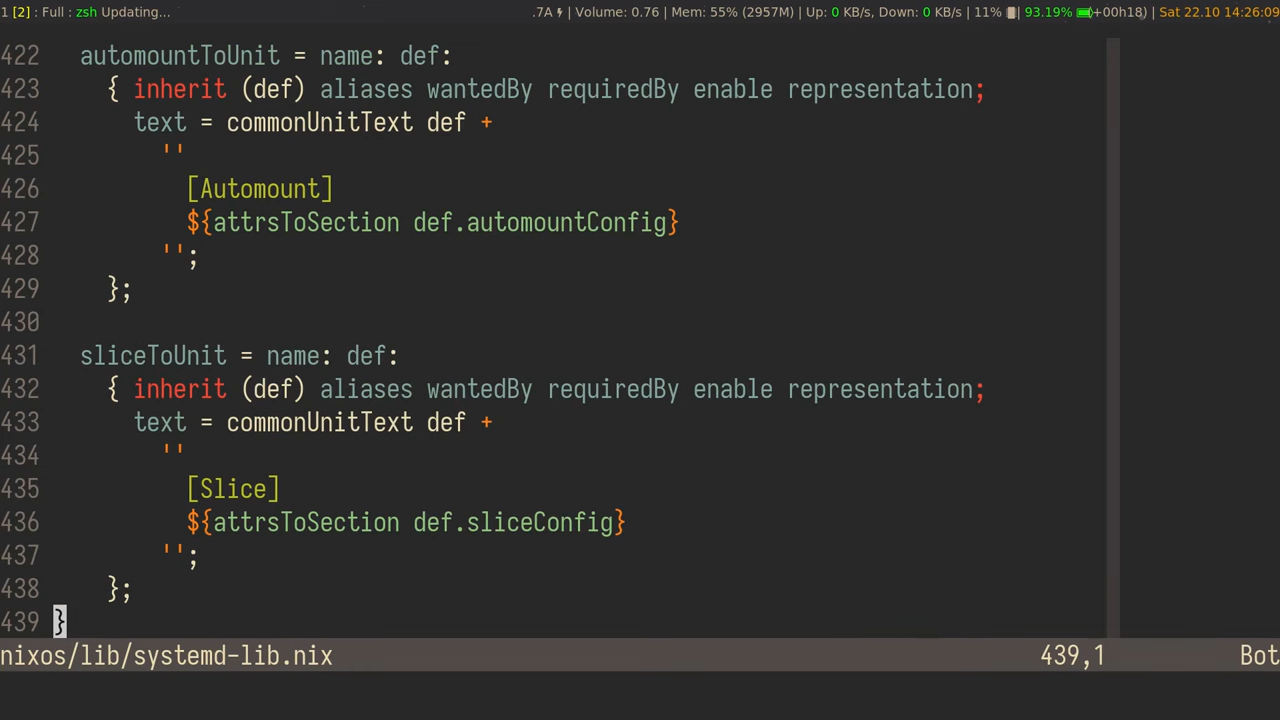 1 [2] : Full : zsh Updating... .7A | Volume: 0.76 | Mem: 55% (2957M) | Up: 0 KB/s, Down: 0 KB/s | 11% | 93.19% +00h18 | Sat 22.10 14:26:09
422 automountToUnit = name: def:
423 { inherit (def) aliases wantedBy requiredBy enable representation;
424 text = commonUnitText def +
425 ''
426 [Automount]
427 ${attrsToSection def.automountConfig}
428 '';
429 };
430
431 sliceToUnit = name: def:
432 { inherit (def) aliases wantedBy requiredBy enable representation;
433 text = commonUnitText def +
434 ''
435 [Slice]
436 ${attrsToSection def.sliceConfig}
437 '';
438 };
439 }
nixos/lib/systemd-lib.nix 439,1 Bot